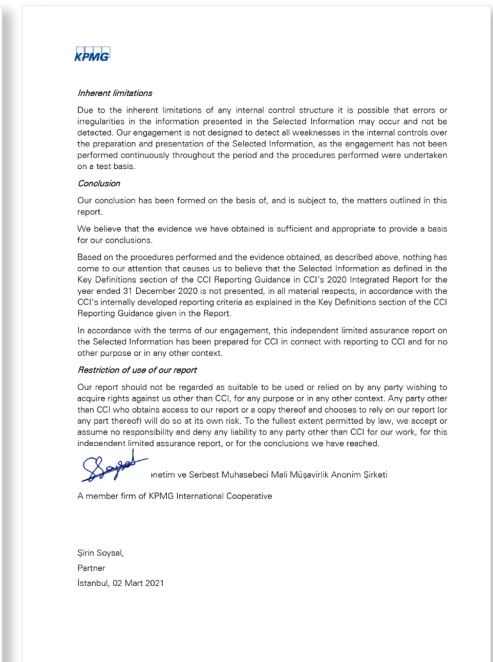 KPMG
Inherent limitations
Due to the inherent limitations of any internal control structure it is possible that errors or
irregularities in the information presented in the Selected Information may occur and not be
detected. Our engagement is not designed to detect all weaknesses in the internal controls over
the preparation and presentation of the Selected Information, as the engagement has not been
performed continuously throughout the period and the procedures performed were undertaken
on a test basis.
Conclusion
Our conclusion has been formed on the basis of, and is subject to, the matters outlined in this
report.
We believe that the evidence we have obtained is sufficient and appropriate to provide a basis
for our conclusions.
Based on the procedures performed and the evidence obtained, as described above, nothing has
come to our attention that causes us to believe that the Selected Information as defined in the
Key Definitions section of the CCI Reporting Guidance in CCI's 2020 Integrated Report for the
year ended 31 December 2020 is not presented, in all material respects, in accordance with the
CCI's internally developed reporting criteria as explained in the Key Definitions section of the CCI
Reporting Guidance given in the Report.
In accordance with the terms of our engagement, this independent limited assurance report on
the Selected Information has been prepared for CCI in connect with reporting to CCI and for no
other purpose or in any other context.
Restriction of use of our report
Our report should not be regarded as suitable to be used or relied on by any party wishing to
acquire rights against us other than CCI, for any purpose or in any other context. Any party other
than CCI who obtains access to our report or a copy thereof and chooses to rely on our report (or
any part thereof) will do so at its own risk. To the fullest extent permitted by law, we accept or
assume no responsibility and deny any liability to any party other than CCI for our work, for this
independent limited assurance report, or for the conclusions we have reached.
netim ve Serbest Muhasebeci Mali Müşavirlik Anonim Şirketi
A member firm of KPMG International Cooperative
Şirin Soysal,
Partner
İstanbul, 02 Mart 2021